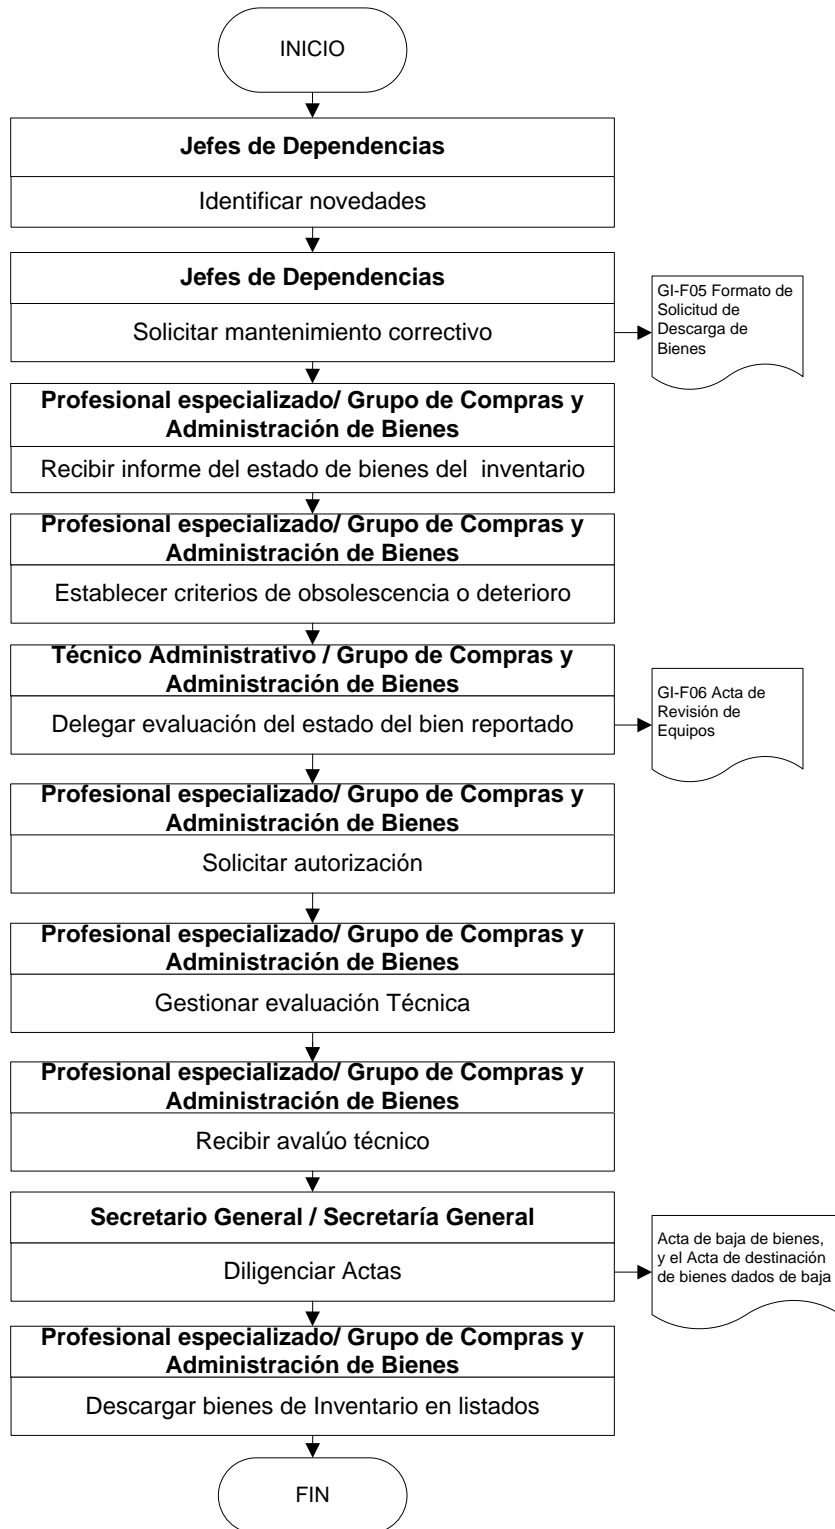 INICIO
Jefes de Dependencias
Identificar novedades
Jefes de Dependencias
Solicitar mantenimiento correctivo
GI-F05 Formato de
Solicitud de
Descarga de
Bienes
Profesional especializado/ Grupo de Compras y
Administración de Bienes
Recibir informe del estado de bienes del  inventario
Profesional especializado/ Grupo de Compras y
Administración de Bienes
Establecer criterios de obsolescencia o deterioro
Técnico Administrativo / Grupo de Compras y
Administración de Bienes
Delegar evaluación del estado del bien reportado
GI-F06 Acta de
Revisión de
Equipos
Profesional especializado/ Grupo de Compras y
Administración de Bienes
Solicitar autorización
Profesional especializado/ Grupo de Compras y
Administración de Bienes
Gestionar evaluación Técnica
Profesional especializado/ Grupo de Compras y
Administración de Bienes
Recibir avalúo técnico
Secretario General / Secretaría General
Diligenciar Actas
Acta de baja de bienes,
y el Acta de destinación
de bienes dados de baja
Profesional especializado/ Grupo de Compras y
Administración de Bienes
Descargar bienes de Inventario en listados
FIN